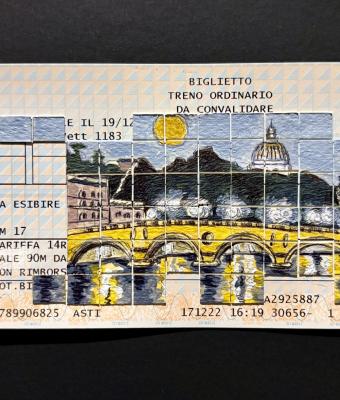 BIGLIETTO
TRENO ORDINARIO
E IL 19/12 DA CONVALIDARE
ett 1183
A ESIBIRE
M 17
ARIFFA 14R
ALE 90M DA
ON RIMBORS
OT.BI
A2925887
789906825 ASTI 171222 16:19 30656- 1